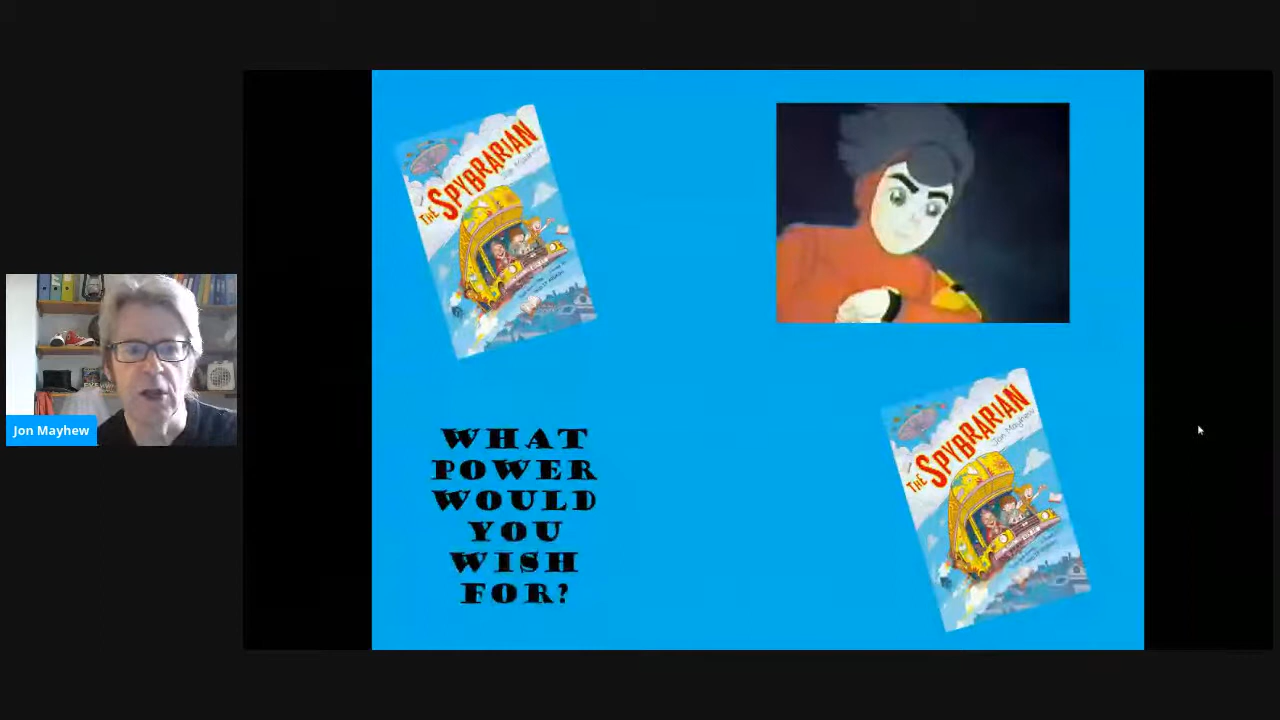 THE SPYBRARIAN
Jon Mayhew
WHAT
POWER
WOULD
YOU
WISH
FOR?
THE SPYBRARIAN
Jon Mayhew
Jon Mayhew